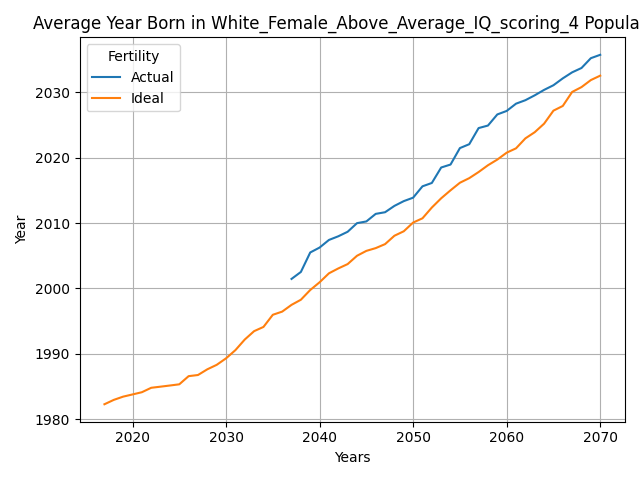 Average Year Born in White_Female_Above_Average_IQ_scoring_4 Popula
Fertility
Actual
Ideal
Year
2030
2020
2010
2000
1990
1980
2020 2030 2040 2050 2060 2070
Years